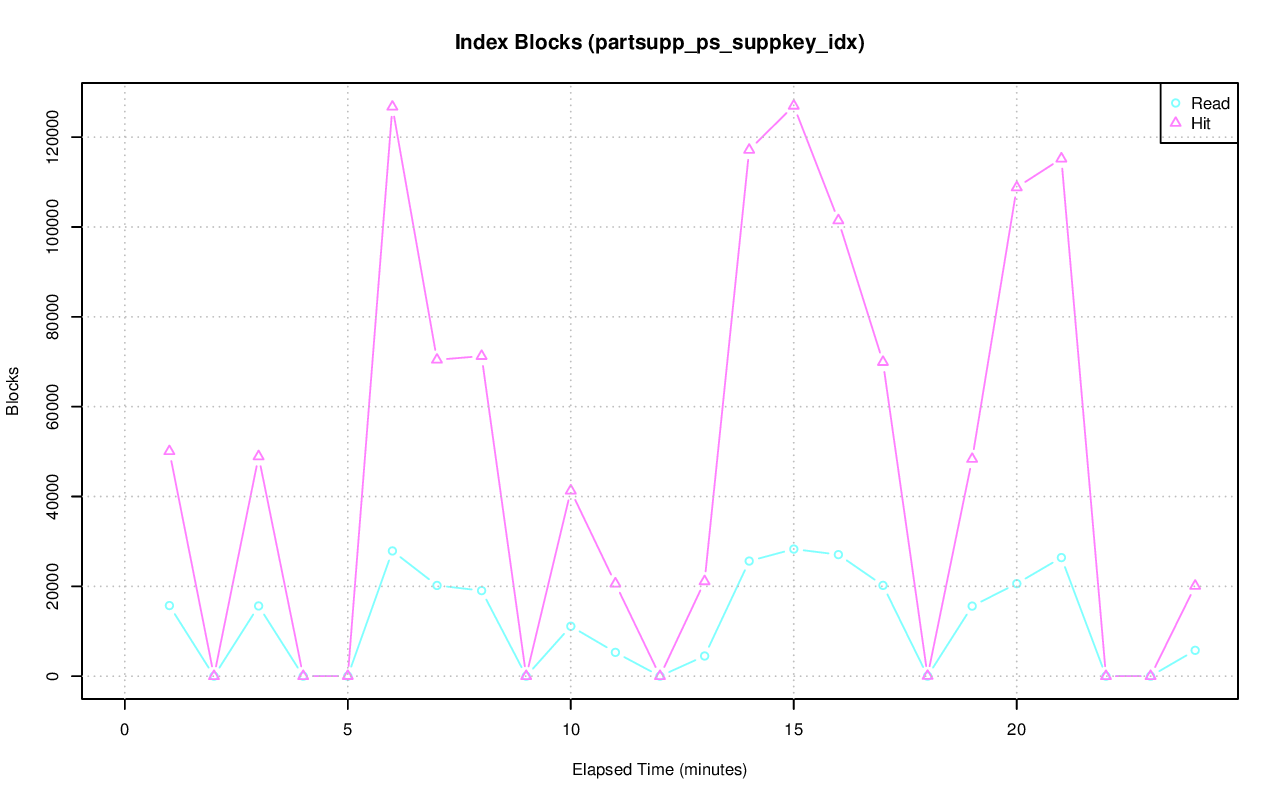 Index Blocks (partsupp_ps_suppkey_idx)
Read
Hit
Blocks
120000
100000
80000
60000
40000
20000
0
0 5 10 15 20
Elapsed Time (minutes)